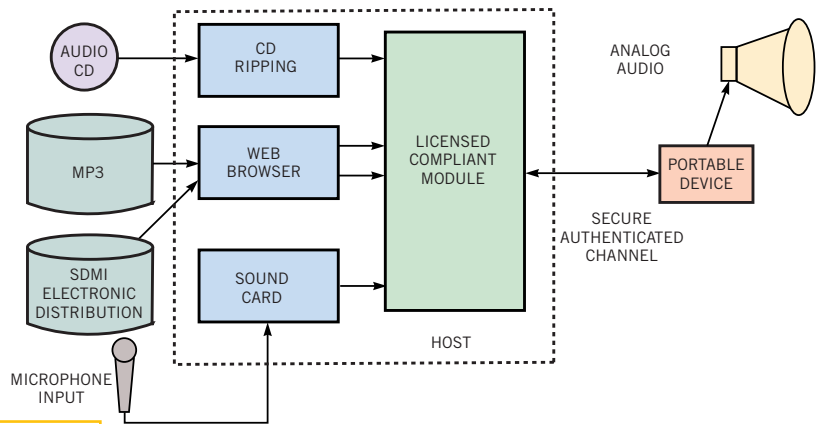 AUDIO
CD
CD
RIPPING
MP3
WEB
BROWSER
SDMI
ELECTRONIC
DISTRIBUTION
SOUND
CARD
MICROPHONE
INPUT
LICENSED
COMPLIANT
MODULE
HOST
SECURE
AUTHENTICATED
CHANNEL
PORTABLE
DEVICE
ANALOG
AUDIO